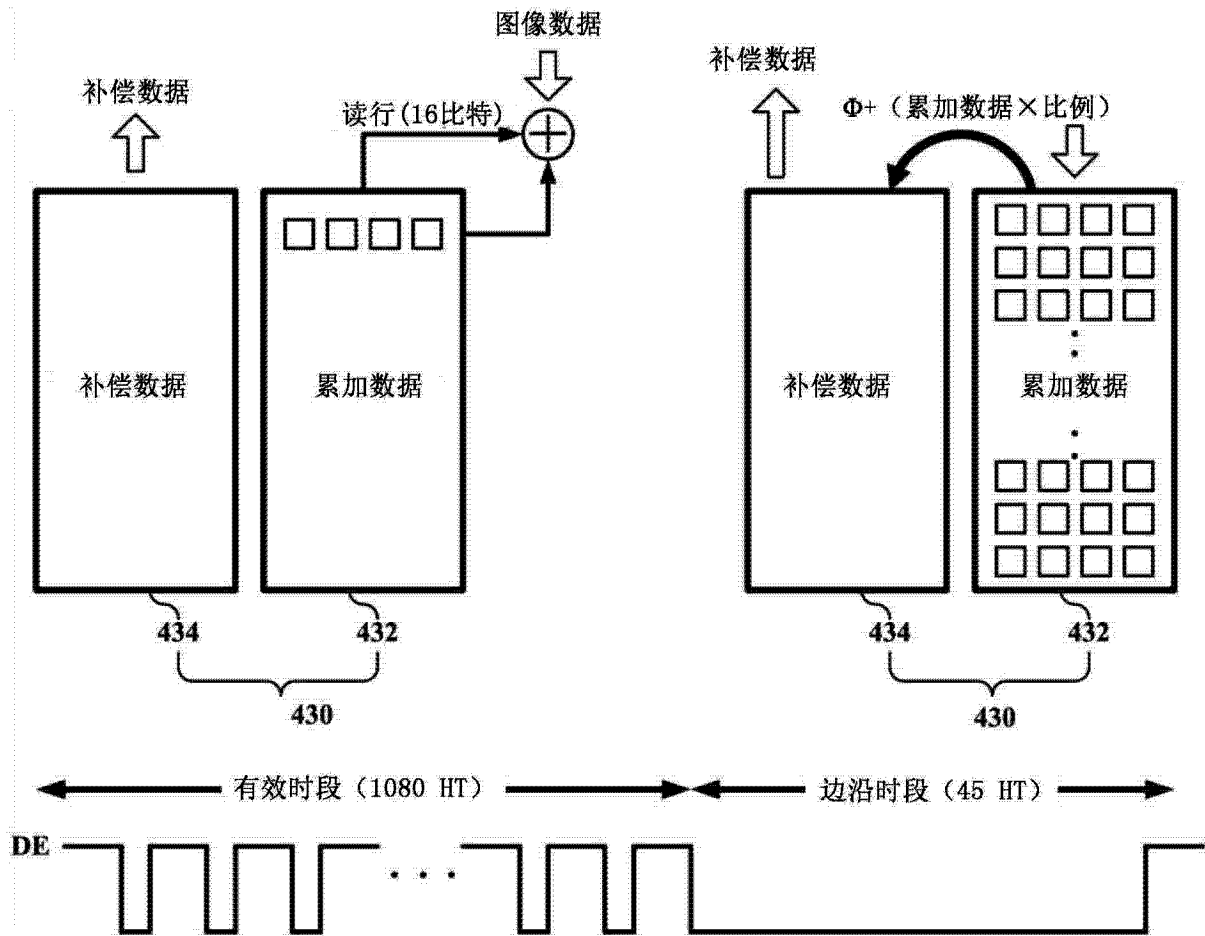 图像数据
补偿数据
读行(16比特)
补偿数据
累加数据
434
432
430
补偿数据
Φ+（累加数据×比例）
补偿数据
累加数据
434
432
430
有效时段（1080 HT）
边沿时段（45 HT）
DE